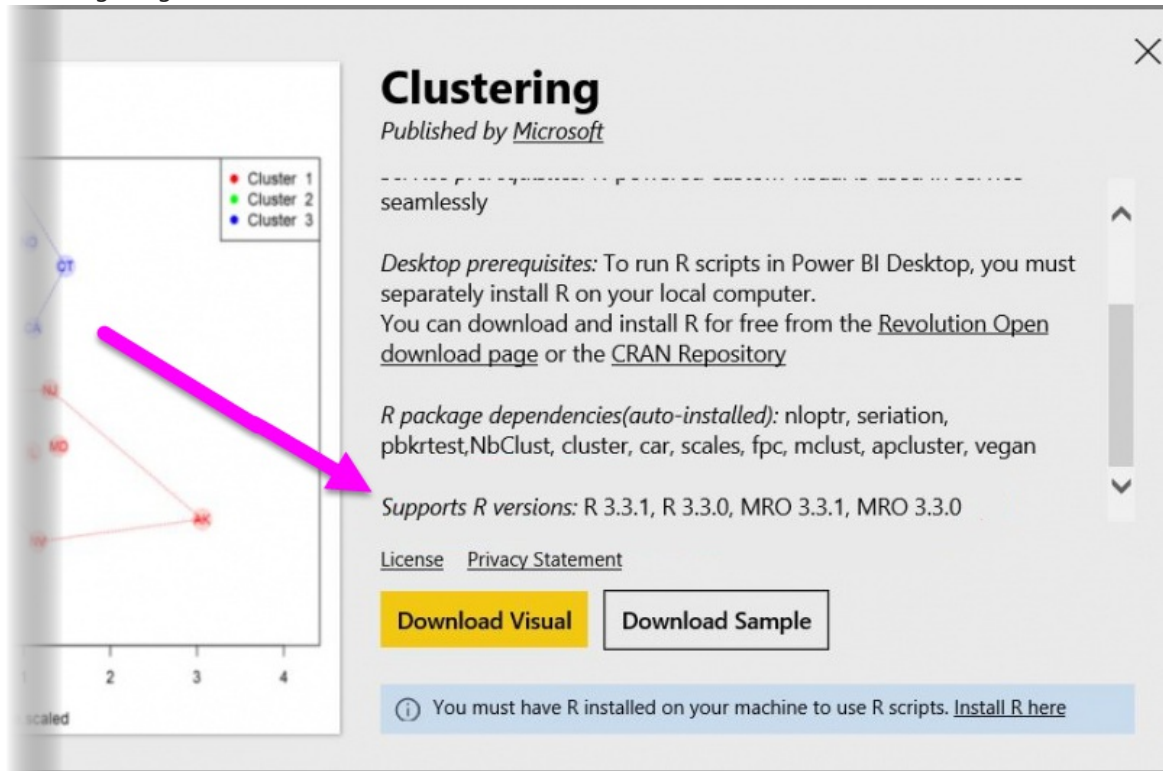 Clustering
Published by Microsoft
seamlessly
Desktop prerequisites: To run R scripts in Power BI Desktop, you must
separately install R on your local computer.
You can download and install R for free from the Revolution Open
download page or the CRAN Repository
R package dependencies(auto-installed): nloptr, seriation,
pbkrtest,NbClust, cluster, car, scales, fpc, mclust, apcluster, vegan
Supports R versions: R 3.3.1, R 3.3.0, MRO 3.3.1, MRO 3.3.0
License Privacy Statement
Download Visual Download Sample
You must have R installed on your machine to use R scripts. Install R here
Cluster 1
Cluster 2
Cluster 3
CT
CA
NJ
MD
AK
NV
2 3 4
scaled